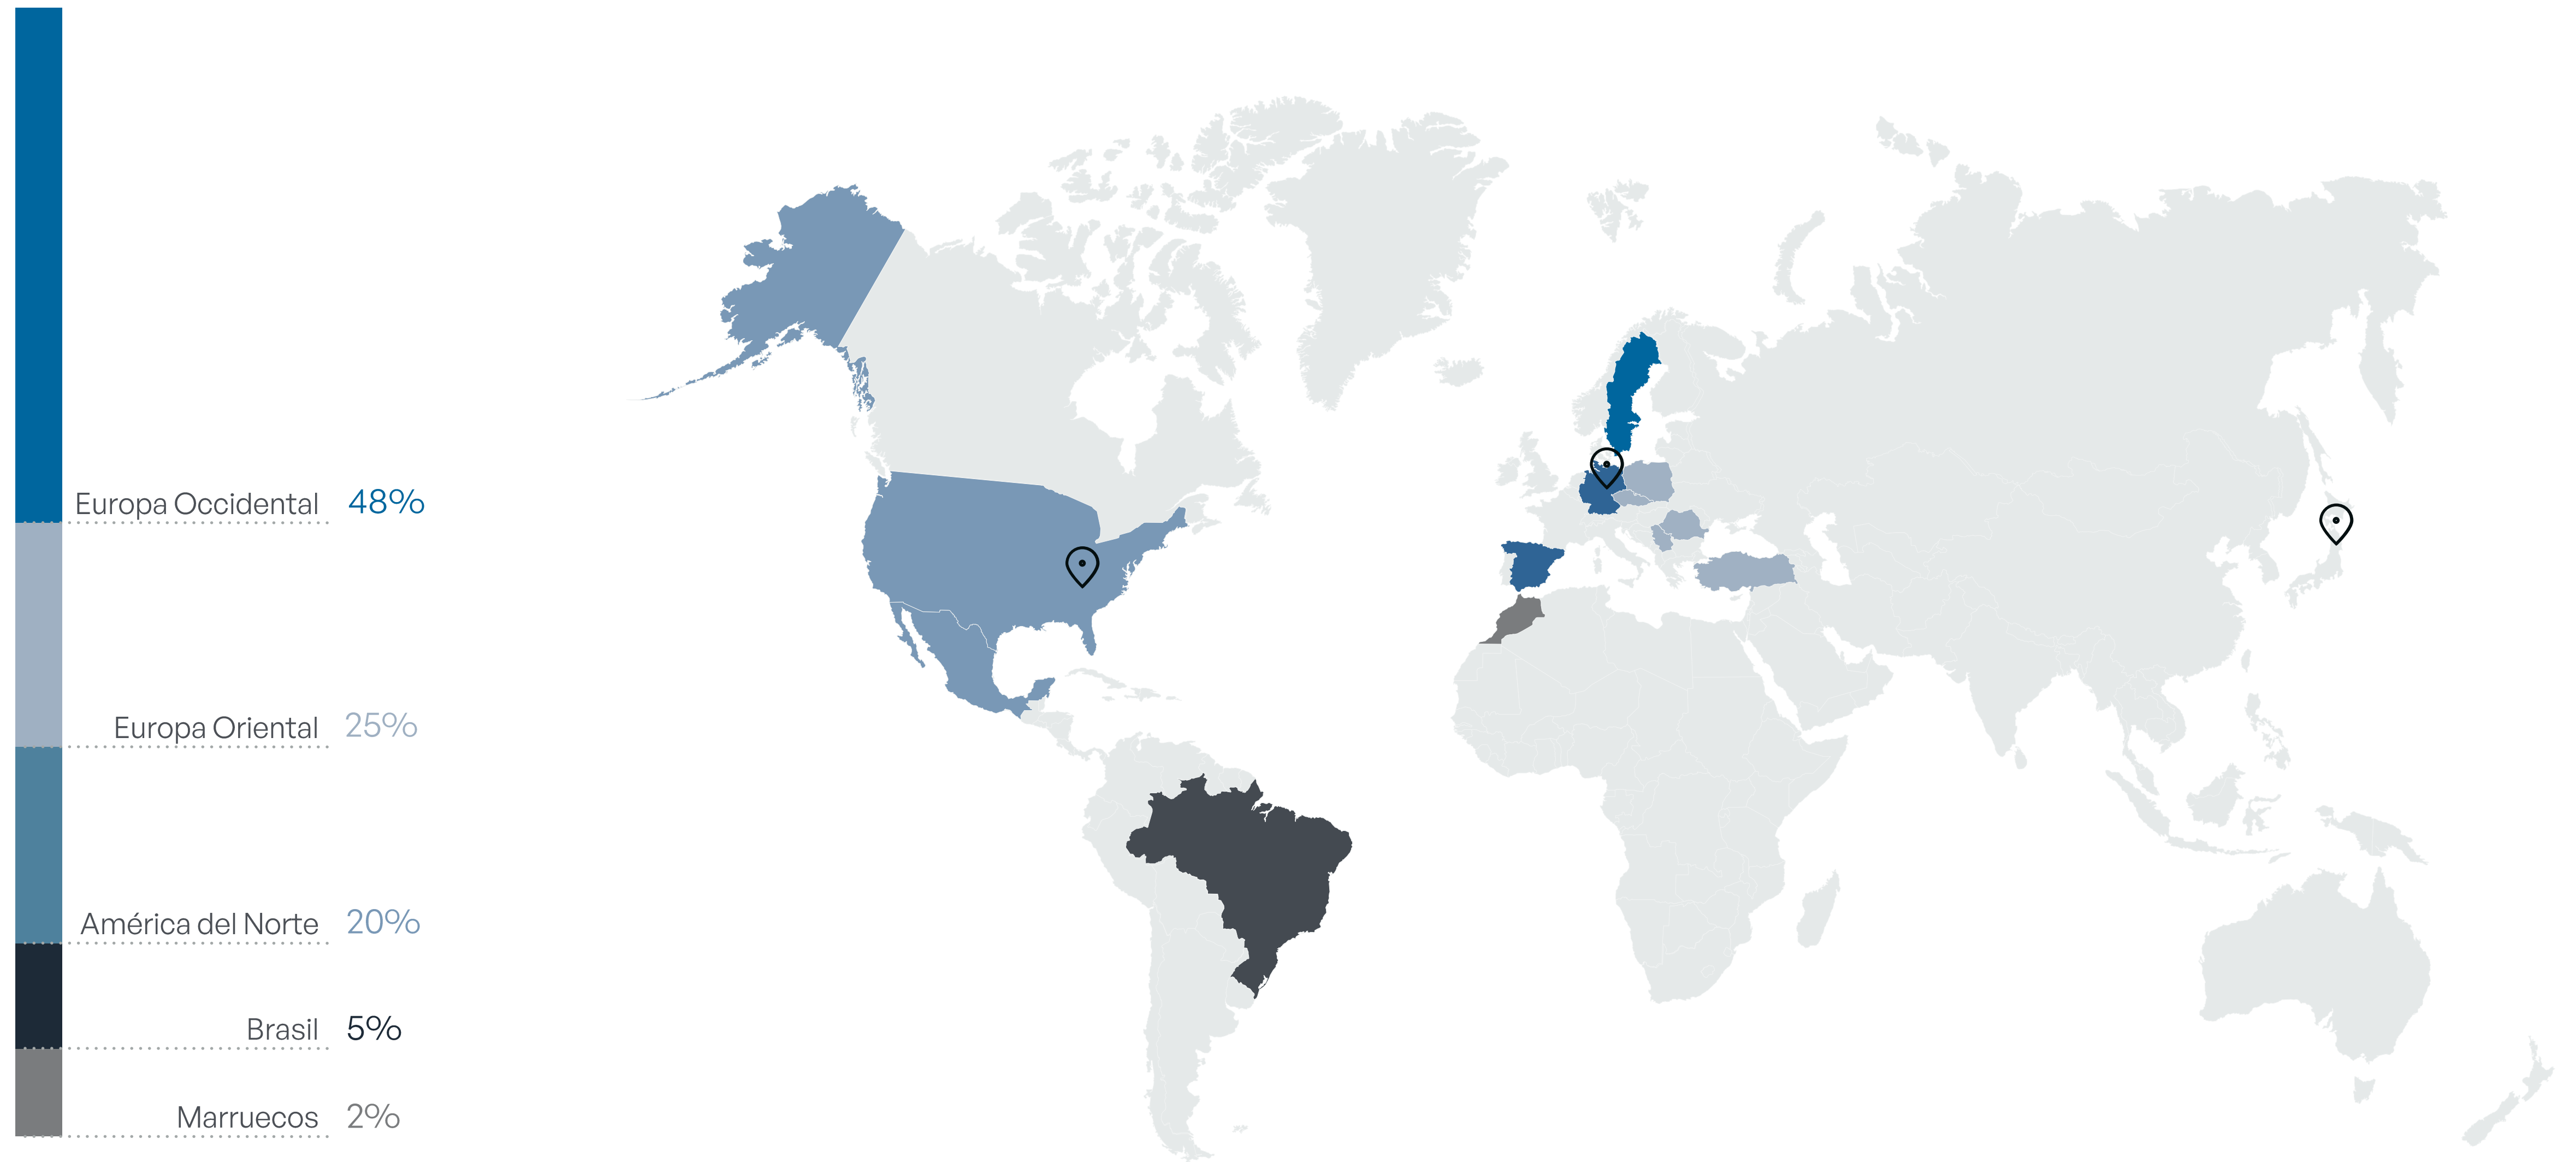 Europa Occidental 48%
Europa Oriental 25%
América del Norte 20%
Brasil 5%
Marruecos 2%